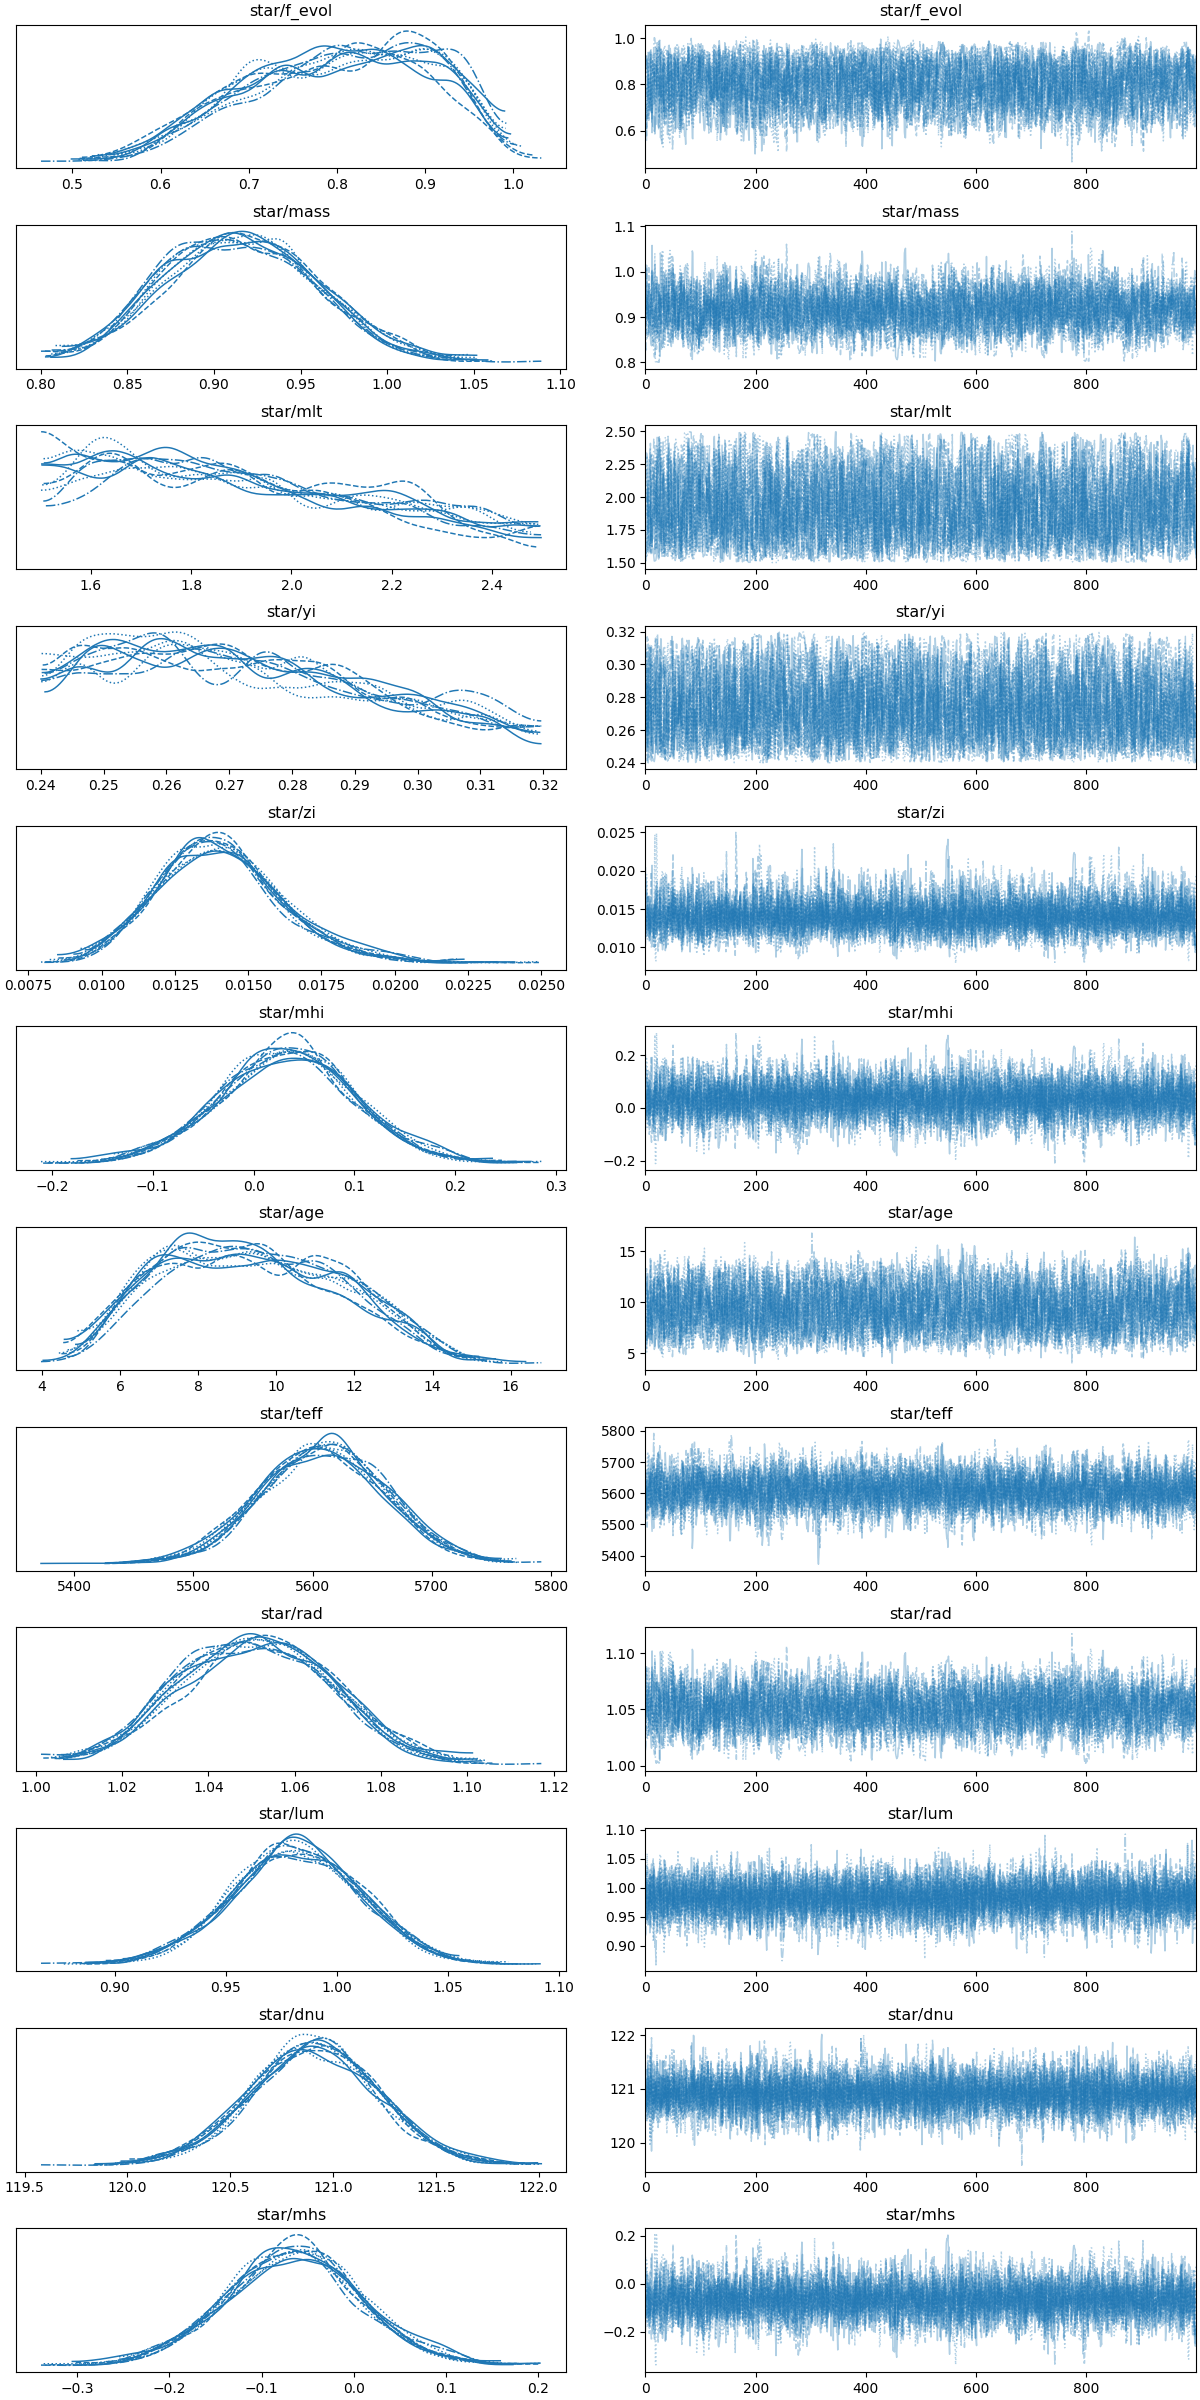 star/f_evol star/f_evol
1.0
0.8
0.6
0.5 0.6 0.7 0.8 0.9 1.0 0 200 400 600 800
star/mass star/mass
1.1
1.0
0.9
0.8
0.80 0.85 0.90 0.95 1.00 1.05 1.10 0 200 400 600 800
star/mlt star/mlt
2.50
2.25
2.00
1.75
1.50
1.6 1.8 2.0 2.2 2.4 0 200 400 600 800
star/yi star/yi
0.32
0.30
0.28
0.26
0.24
0.24 0.25 0.26 0.27 0.28 0.29 0.30 0.31 0.32 0 200 400 600 800
star/zi star/zi
0.025
0.020
0.015
0.010
0.0075 0.0100 0.0125 0.0150 0.0175 0.0200 0.0225 0.0250 0 200 400 600 800
star/mhi star/mhi
0.2
0.0
−0.2
−0.2 −0.1 0.0 0.1 0.2 0.3 0 200 400 600 800
star/age star/age
15
10
5
4 6 8 10 12 14 16 0 200 400 600 800
star/teff star/teff
5800
5700
5600
5500
5400
5400 5500 5600 5700 5800 0 200 400 600 800
star/rad star/rad
1.10
1.05
1.00
1.00 1.02 1.04 1.06 1.08 1.10 1.12 0 200 400 600 800
star/lum star/lum
1.10
1.05
1.00
0.95
0.90
0.90 0.95 1.00 1.05 1.10 0 200 400 600 800
star/dnu star/dnu
122
121
120
119.5 120.0 120.5 121.0 121.5 122.0 0 200 400 600 800
star/mhs star/mhs
0.2
0.0
−0.2
−0.3 −0.2 −0.1 0.0 0.1 0.2 0 200 400 600 800